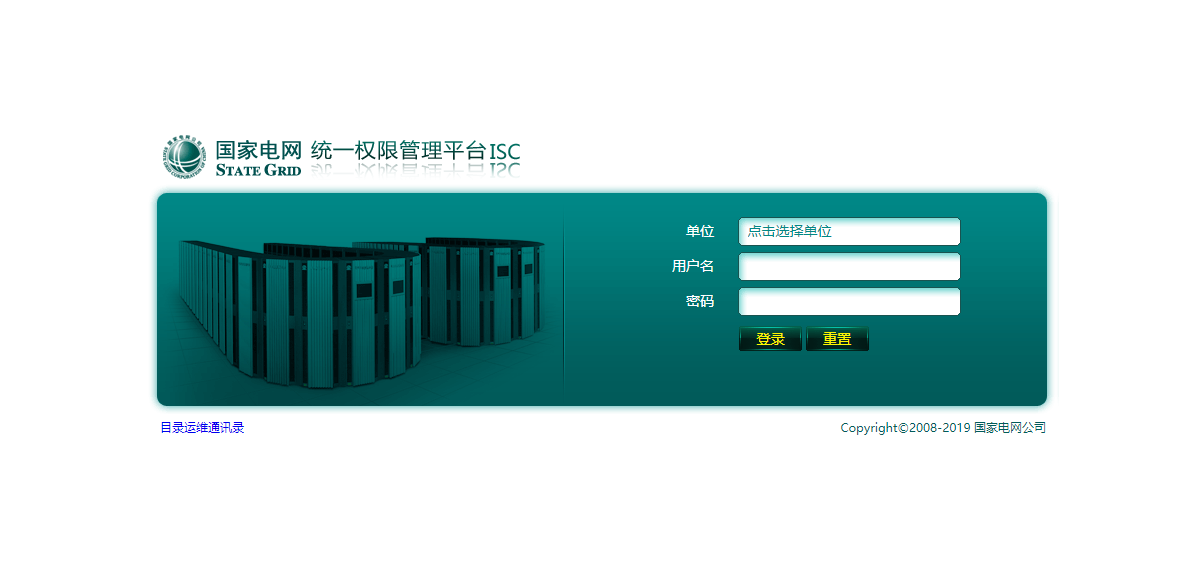 国家电网 统一权限管理平台ISC
STATE GRID
单位 点击选择单位
用户名
密码
登录 重置
目录运维通讯录 Copyright©2008-2019 国家电网公司